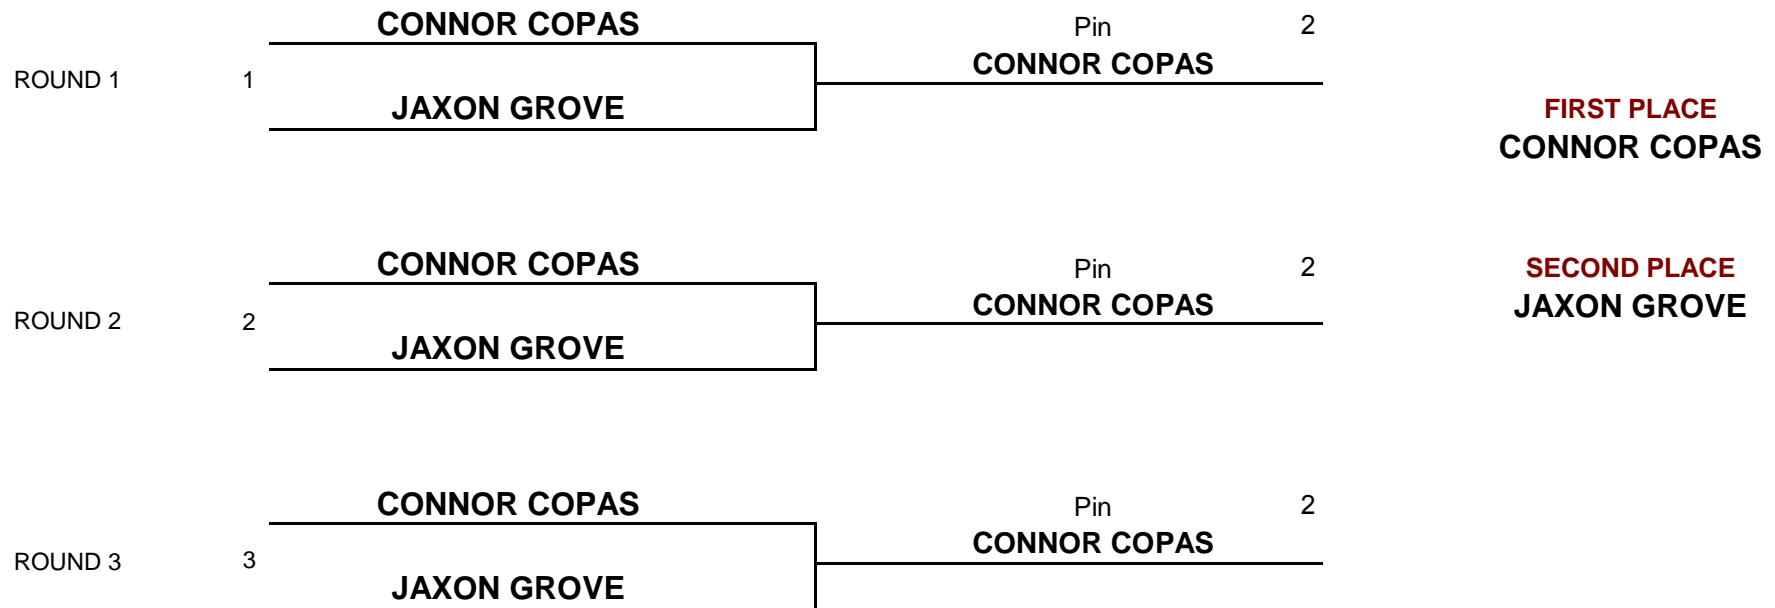 CONNOR COPAS
Pin 2
CONNOR COPAS
ROUND 1 1
JAXON GROVE
FIRST PLACE
CONNOR COPAS
CONNOR COPAS
Pin 2
SECOND PLACE
CONNOR COPAS
JAXON GROVE
ROUND 2 2
JAXON GROVE
CONNOR COPAS
Pin 2
CONNOR COPAS
ROUND 3 3
JAXON GROVE